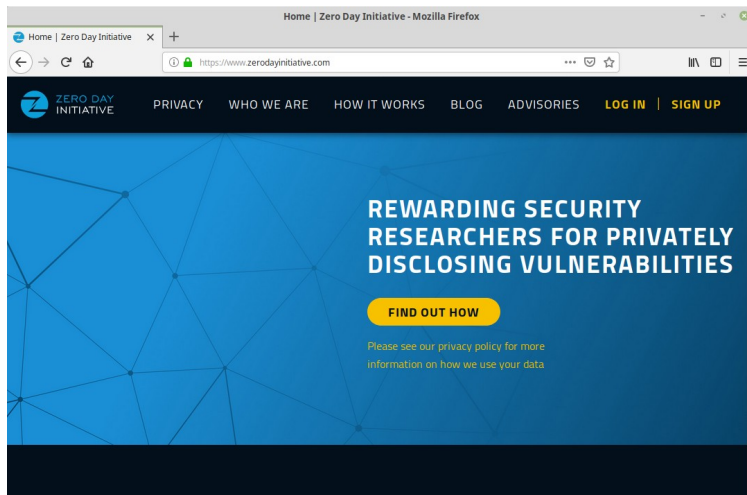 Home | Zero Day Initiative - Mozilla Firefox
Home | Zero Day Initiative
https://www.zerodayinitiative.com
ZERO DAY
INITIATIVE
PRIVACY WHO WE ARE HOW IT WORKS BLOG ADVISORIES LOG IN | SIGN UP
REWARDING SECURITY
RESEARCHERS FOR PRIVATELY
DISCLOSING VULNERABILITIES
FIND OUT HOW
Please see our privacy policy for more
information on how we use your data